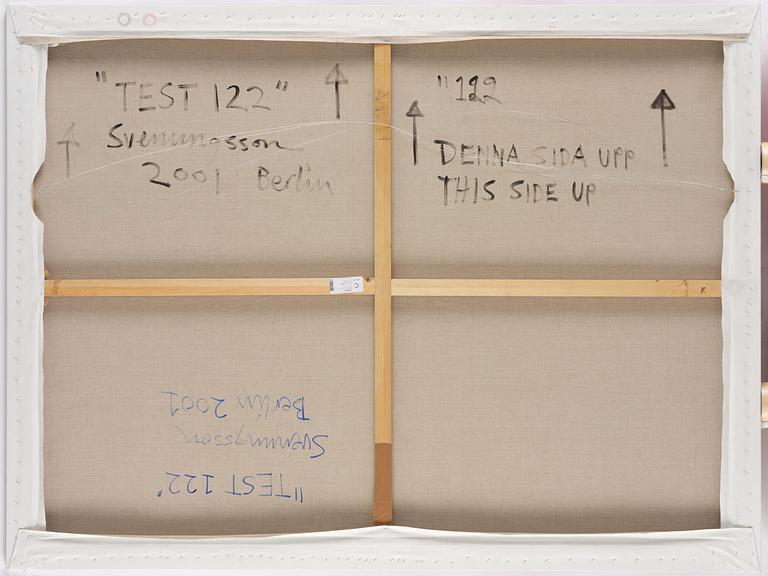 "TEST 122"
Svenungsson
2001 Berlin
"122
DENNA SIDA UPP
THIS SIDE UP
C
"TEST 122"
Svenungsson
Berlin 2001